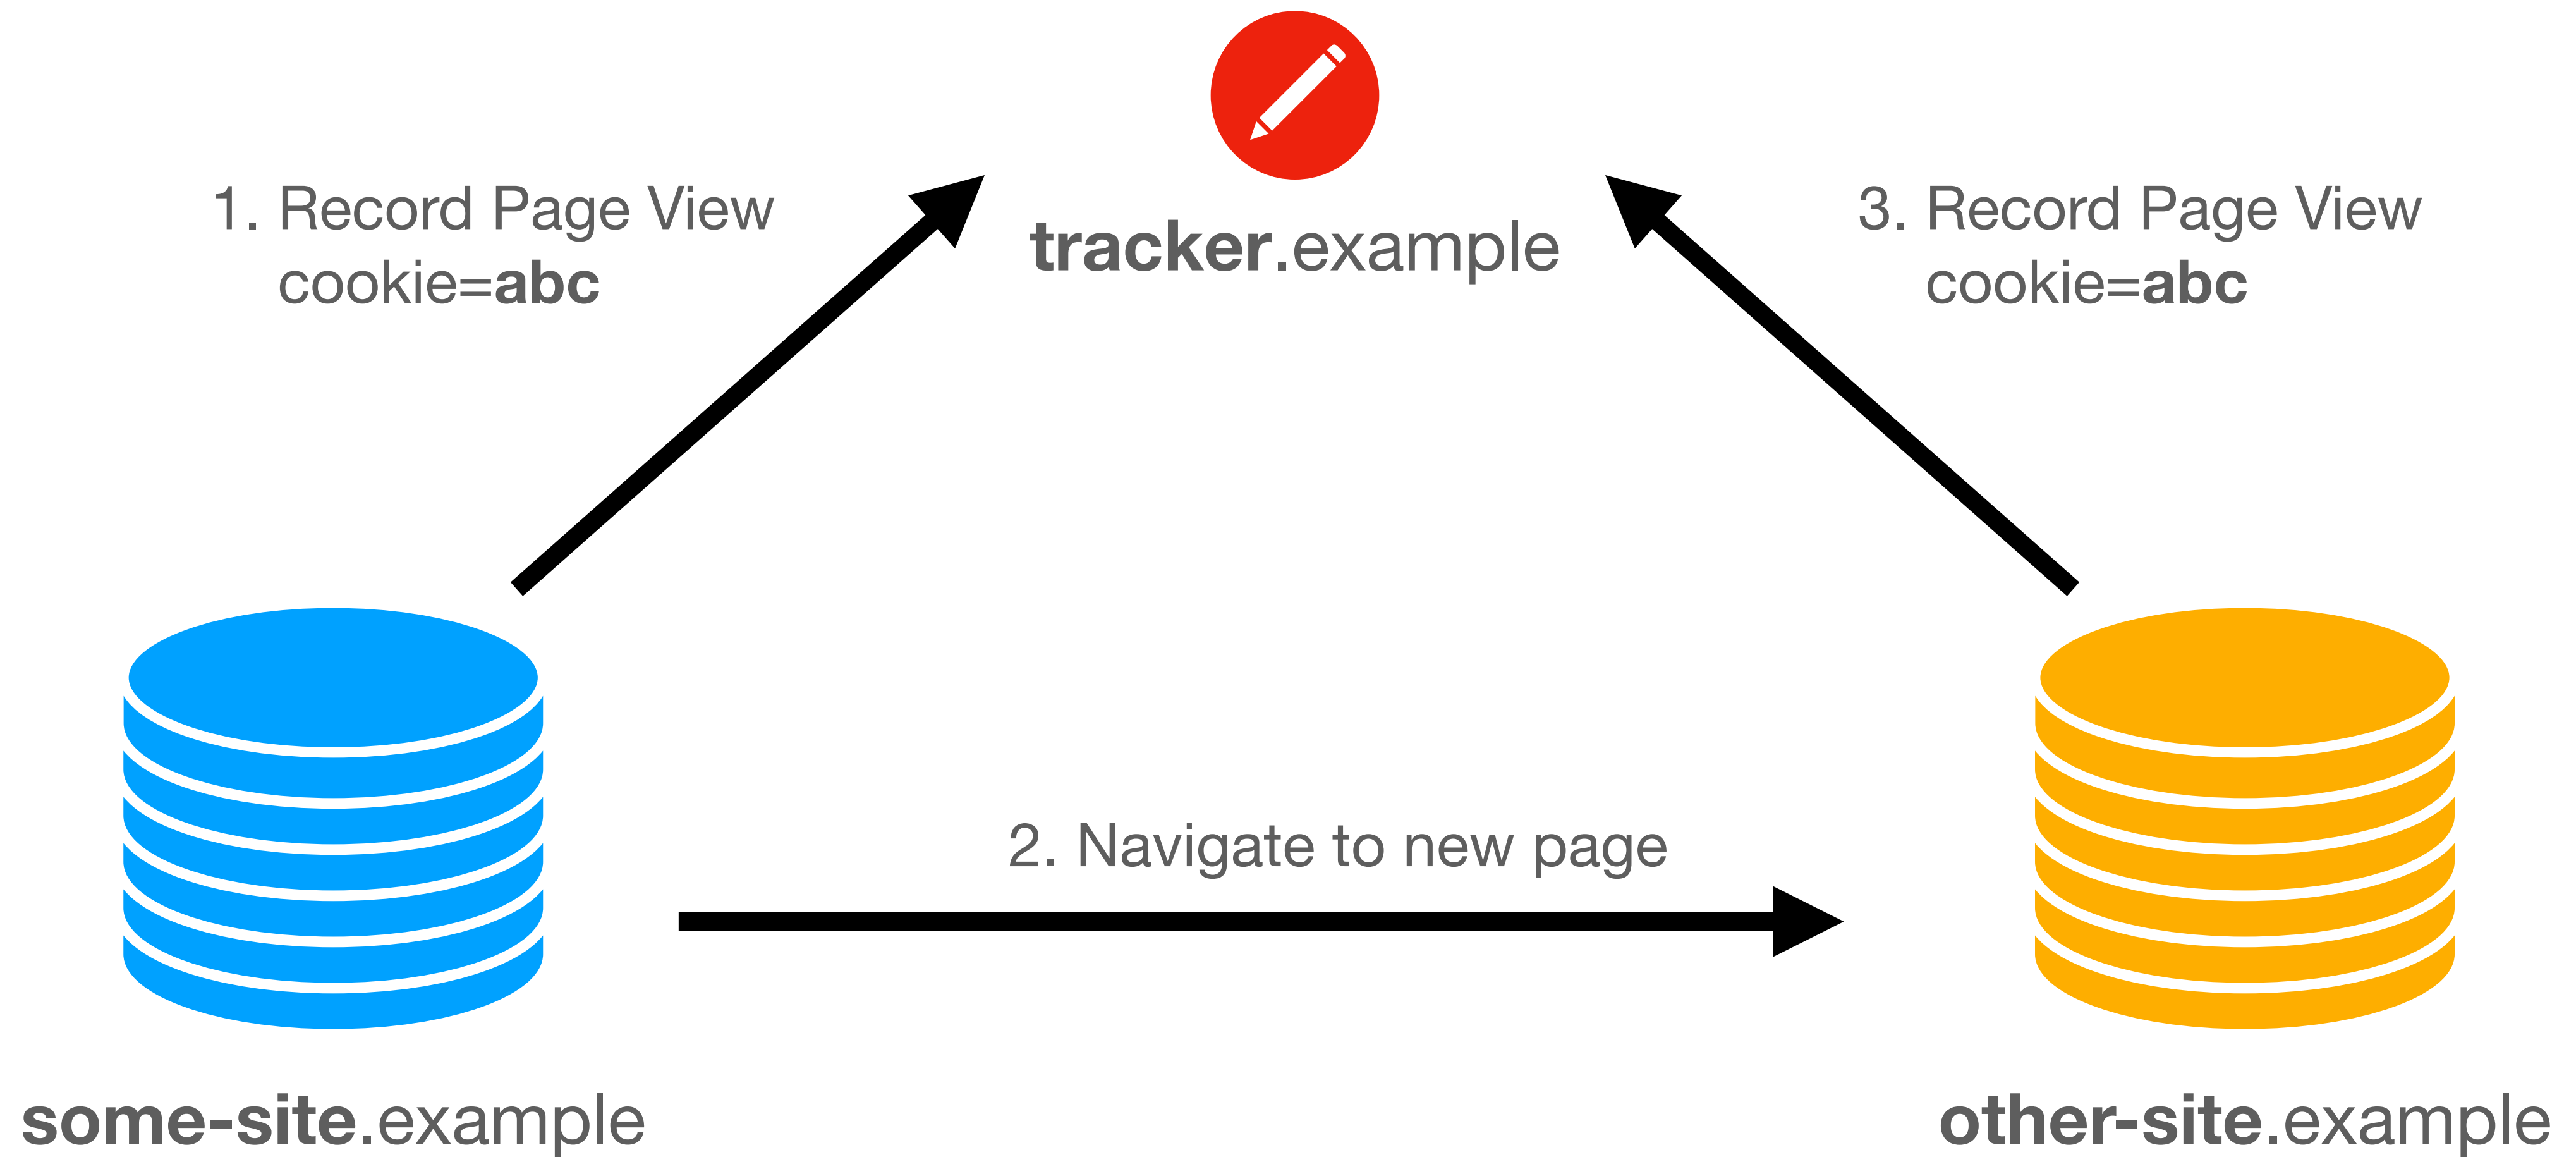 1. Record Page View
cookie=abc
tracker.example
3. Record Page View
cookie=abc
2. Navigate to new page
some-site.example
other-site.example